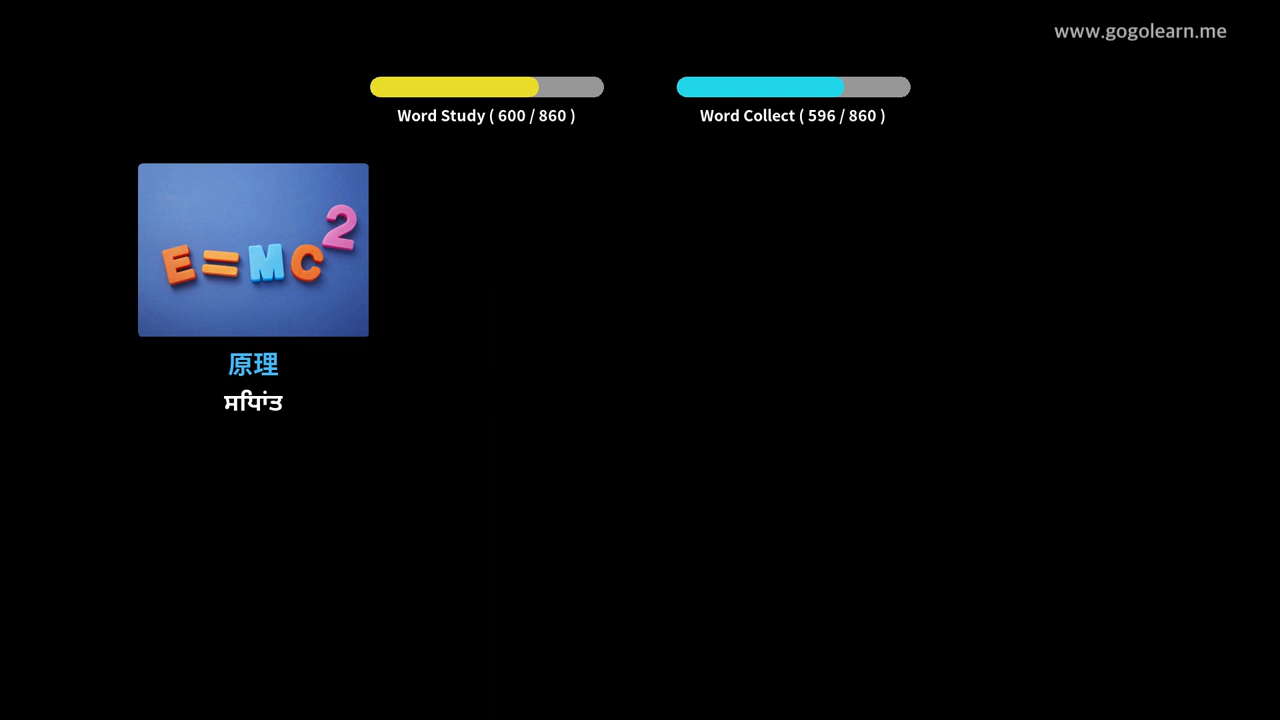 www.gogolearn.me
Word Study ( 600 / 860 )
Word Collect ( 596 / 860 )
E=MC²
原理
ਸਿਧਾਂਤ